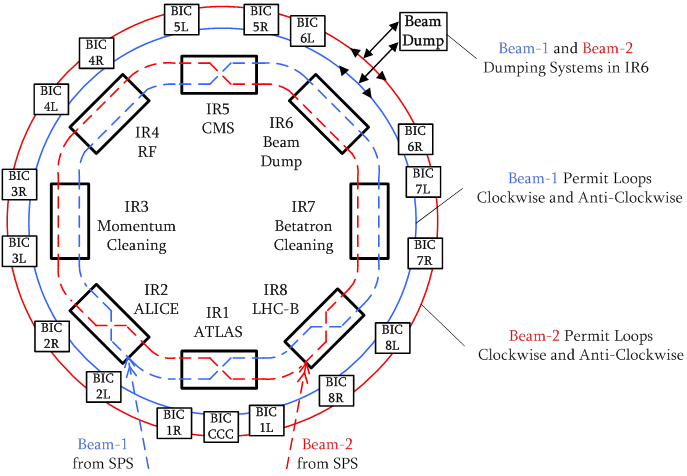 BIC
5L
BIC
5R
BIC
6L
Beam
Dump
BIC
4R
Beam-1 and Beam-2
Dumping Systems in IR6
BIC
4L
IR5
CMS
IR4
RF
IR6
Beam
Dump
BIC
6R
BIC
3R
BIC
7L
Beam-1 Permit Loops
Clockwise and Anti-Clockwise
IR3
Momentum
Cleaning
IR7
Betatron
Cleaning
BIC
3L
BIC
7R
IR2
ALICE
IR1
ATLAS
IR8
LHC-B
BIC
2R
BIC
8L
Beam-2 Permit Loops
Clockwise and Anti-Clockwise
BIC
2L
BIC
8R
BIC
1R
BIC
CCC
BIC
1L
Beam-1
from SPS
Beam-2
from SPS